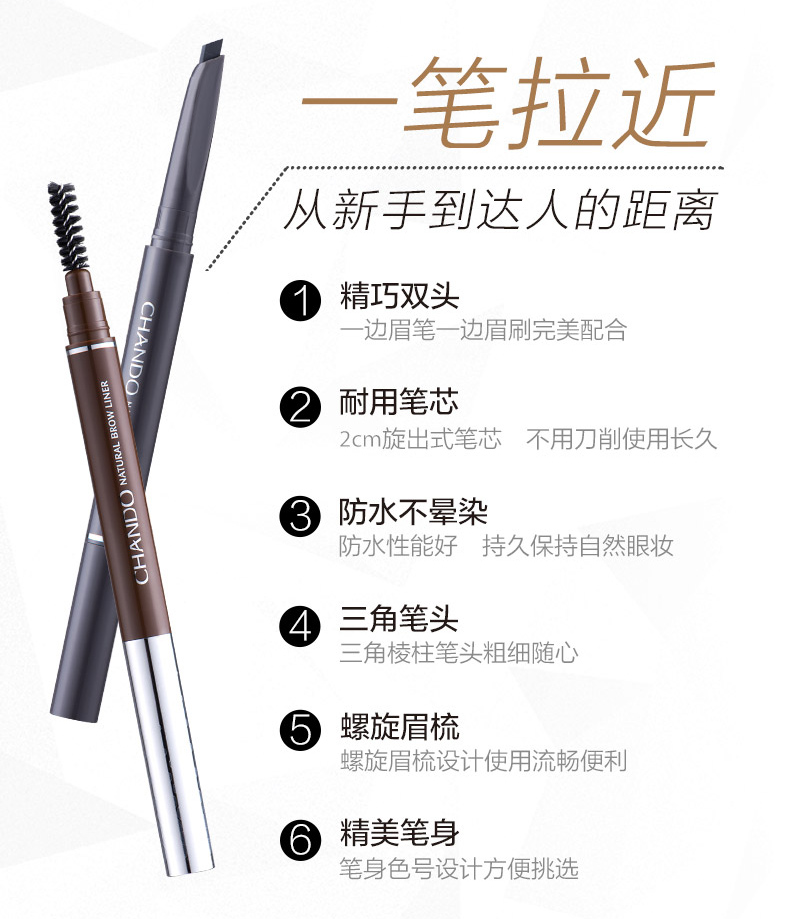 一笔拉近
从新手到达人的距离
1 精巧双头
一边眉笔一边眉刷完美配合
2 耐用笔芯
2cm旋出式笔芯 不用刀削使用长久
3 防水不晕染
防水性能好 持久保持自然眼妆
4 三角笔头
三角棱柱笔头粗细随心
5 螺旋眉梳
螺旋眉梳设计使用流畅便利
6 精美笔身
笔身色号设计方便挑选
CHANDO
CHANDO NATURAL BROW LINER